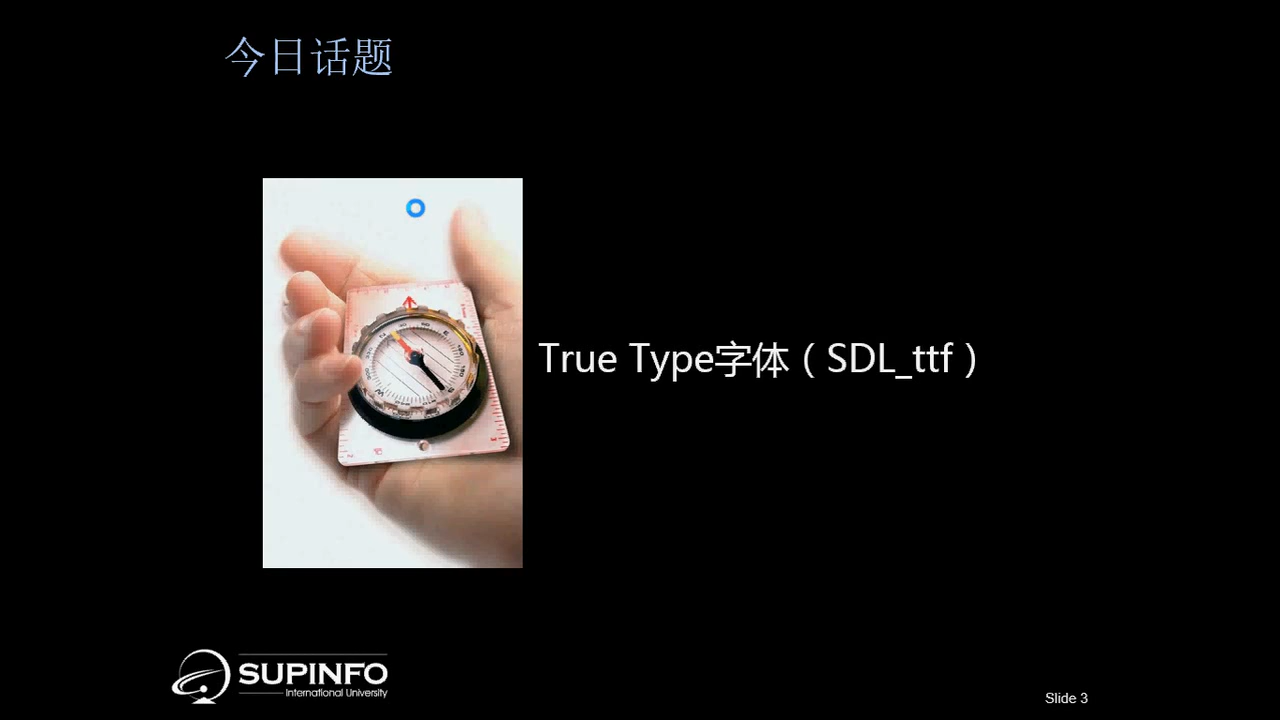 今日话题
True Type字体（SDL_ttf）
SUPINFO
International University
Slide 3